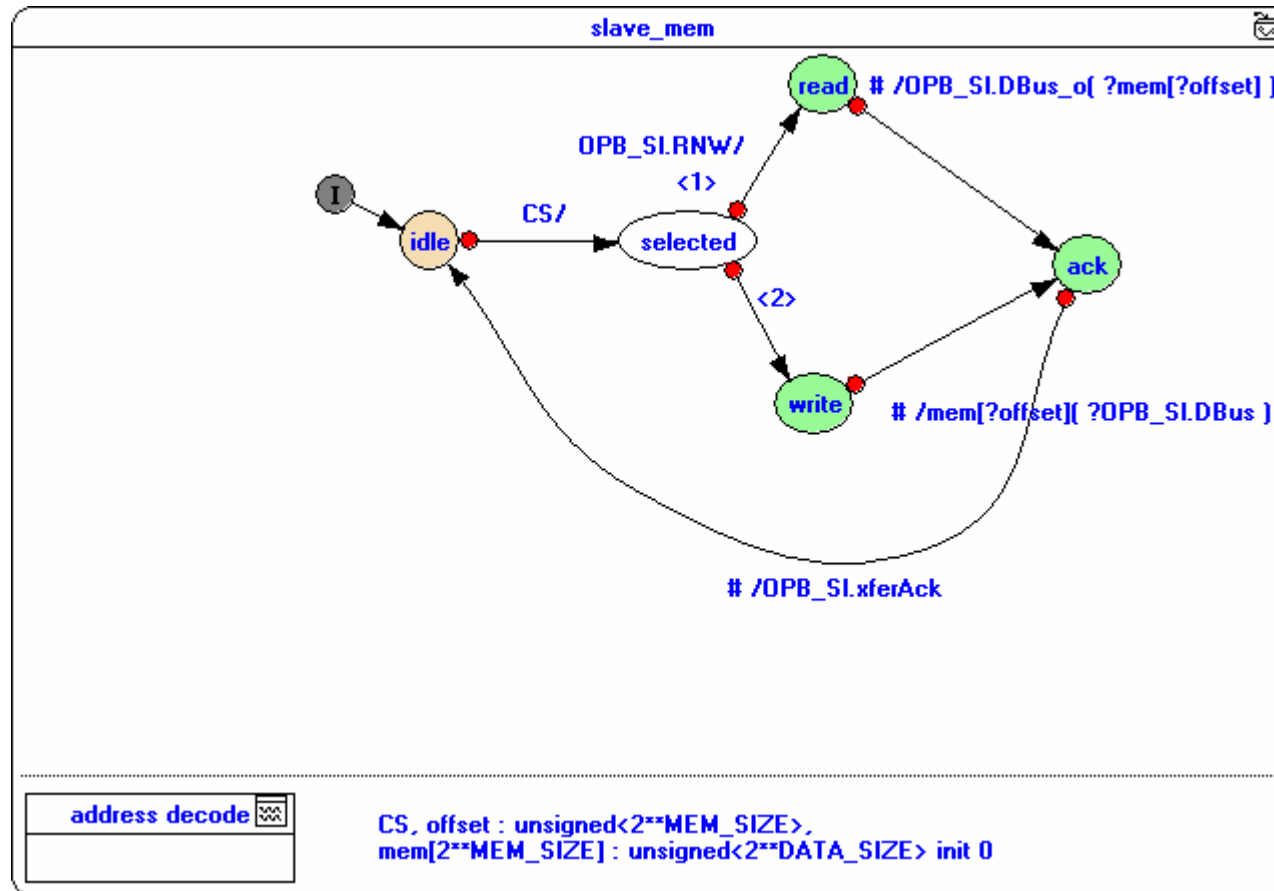 slave_mem
read
# /OPB_SI.DBus_o( ?mem[?offset] )
OPB_SI.RNW/
<1>
I
CS/
idle
selected
ack
<2>
write
# /mem[?offset]( ?OPB_SI.DBus )
# /OPB_SI.xferAck
address decode
CS, offset : unsigned<2**MEM_SIZE>,
mem[2**MEM_SIZE] : unsigned<2**DATA_SIZE> init 0